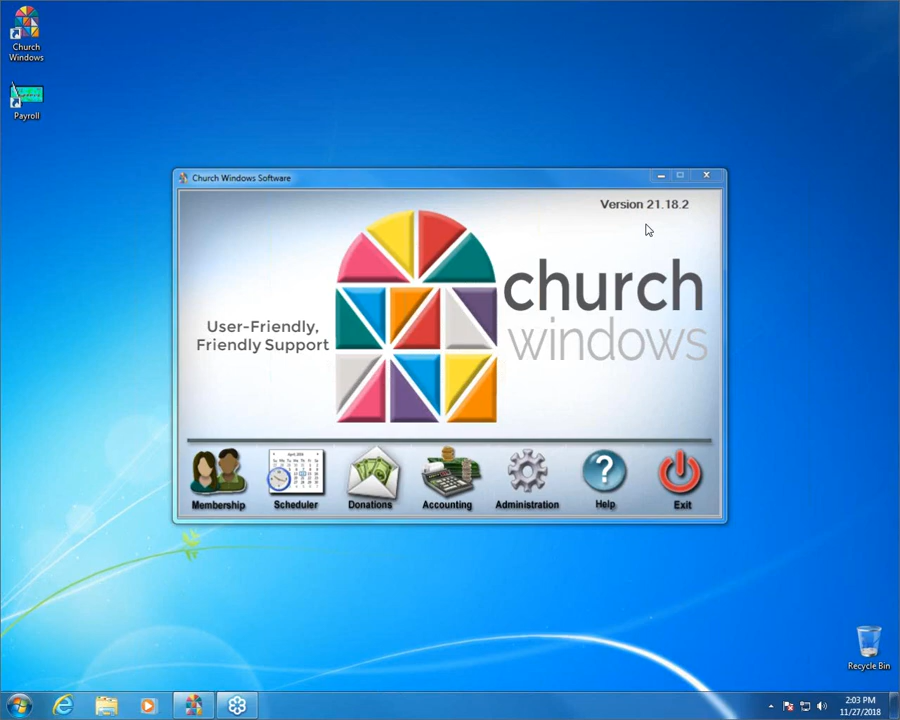 Church
Windows
Payroll
Church Windows Software
Version 21.18.2
church
windows
User-Friendly,
Friendly Support
Membership
Scheduler
Donations
Accounting
Administration
Help
Exit
Recycle Bin
2:03 PM
11/27/2018